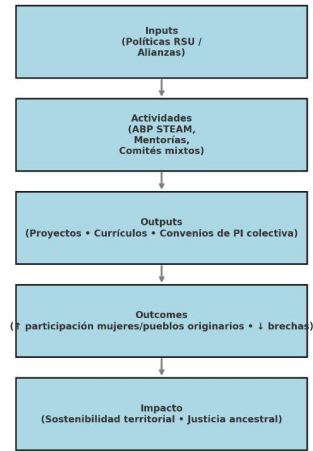 Inputs
(Políticas RSU /
Alianzas)
Actividades
(ABP STEAM,
Mentorías,
Comités mixtos)
Outputs
(Proyectos • Currículos • Convenios de PI colectiva)
Outcomes
(↑ participación mujeres/pueblos originarios • ↓ brechas)
Impacto
(Sostenibilidad territorial • Justicia ancestral)